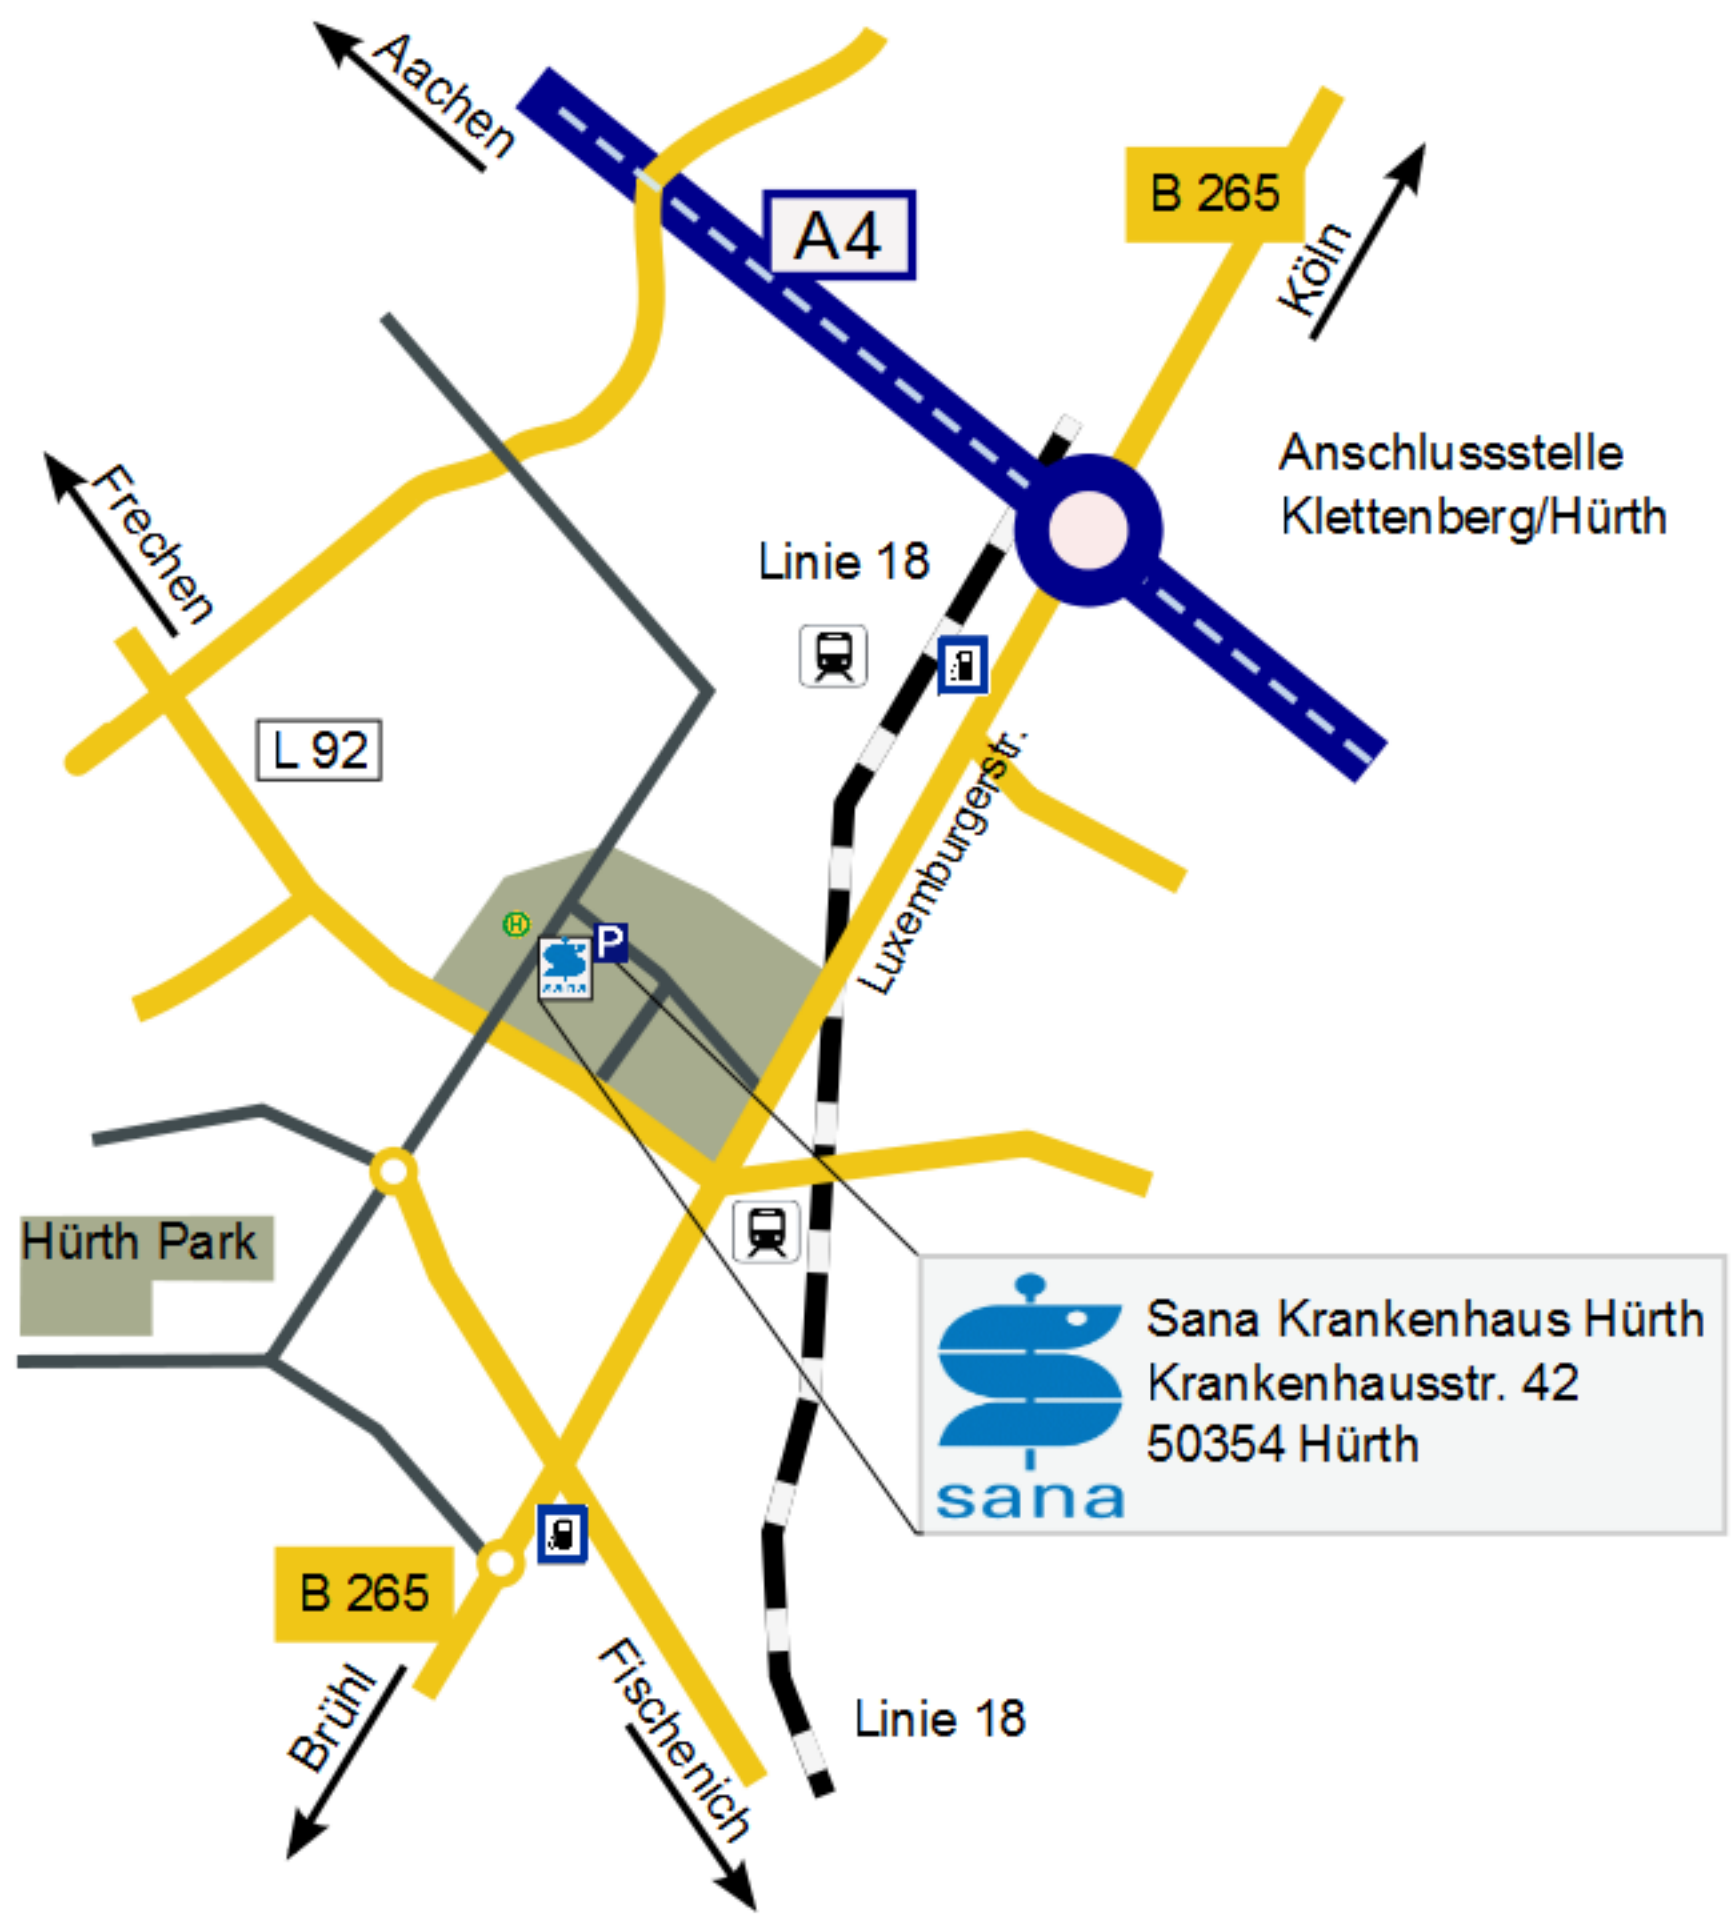 Aachen
A4
B 265
Köln
Anschlussstelle
Klettenberg/Hürth
Frechen
Linie 18
L 92
Luxemburgerstr.
H
P
sana
Hürth Park
Sana Krankenhaus Hürth
Krankenhausstr. 42
50354 Hürth
sana
B 265
Brühl
Fischenich
Linie 18